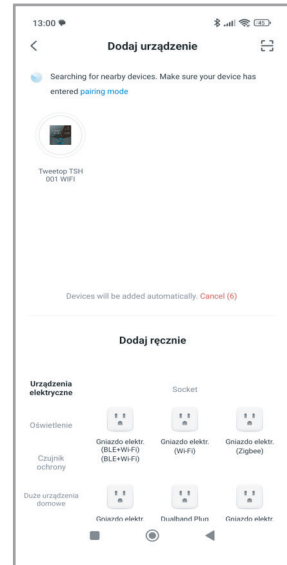 13:00
45
Dodaj urządzenie
Searching for nearby devices. Make sure your device has
entered pairing mode
Tweetop TSH
001 WIFI
Devices will be added automatically. Cancel (6)
Dodaj ręcznie
Urządzenia
elektryczne
Socket
Oświetlenie
Gniazdo elektr.
(BLE+Wi-Fi)
(BLE+Wi-Fi)
Gniazdo elektr.
(Wi-Fi)
Gniazdo elektr.
(Zigbee)
Czujnik
ochrony
Duże urządzenia
domowe
Gniazdo elektr.
Dualband Plug
Gniazdo elektr.